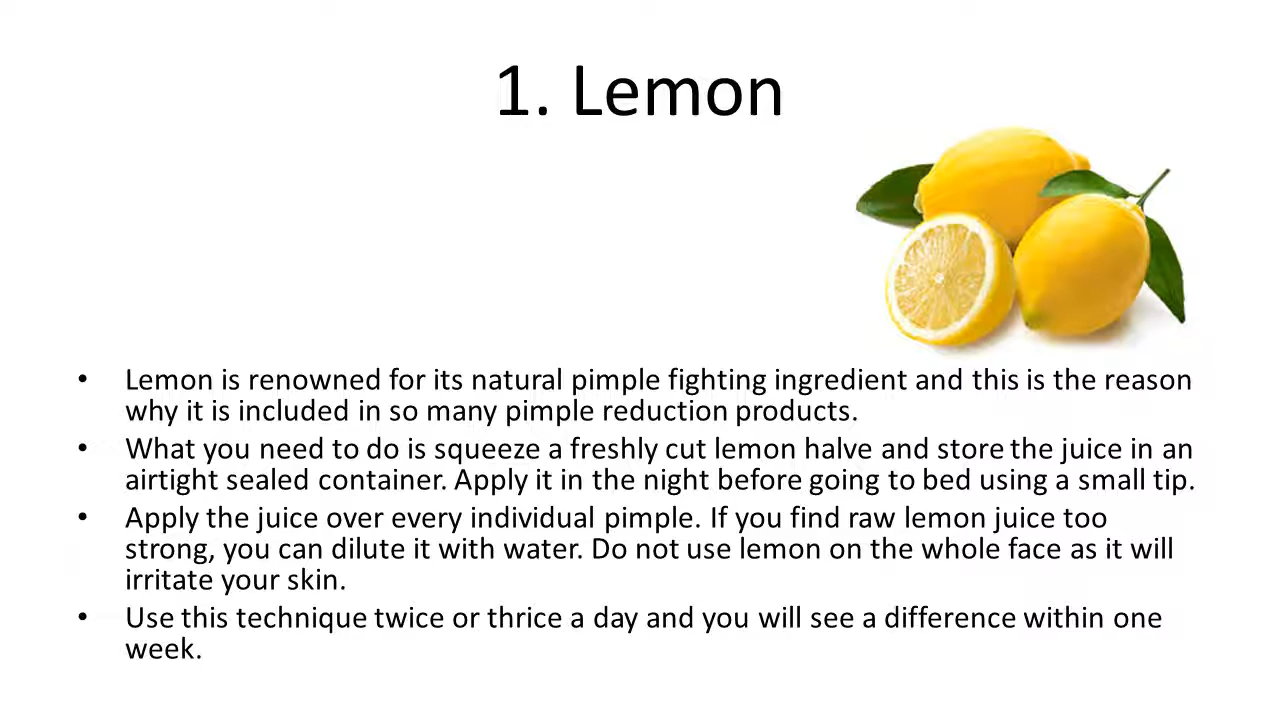 1. Lemon
• Lemon is renowned for its natural pimple fighting ingredient and this is the reason
why it is included in so many pimple reduction products.
• What you need to do is squeeze a freshly cut lemon halve and store the juice in an
airtight sealed container. Apply it in the night before going to bed using a small tip.
• Apply the juice over every individual pimple. If you find raw lemon juice too
strong, you can dilute it with water. Do not use lemon on the whole face as it will
irritate your skin.
• Use this technique twice or thrice a day and you will see a difference within one
week.